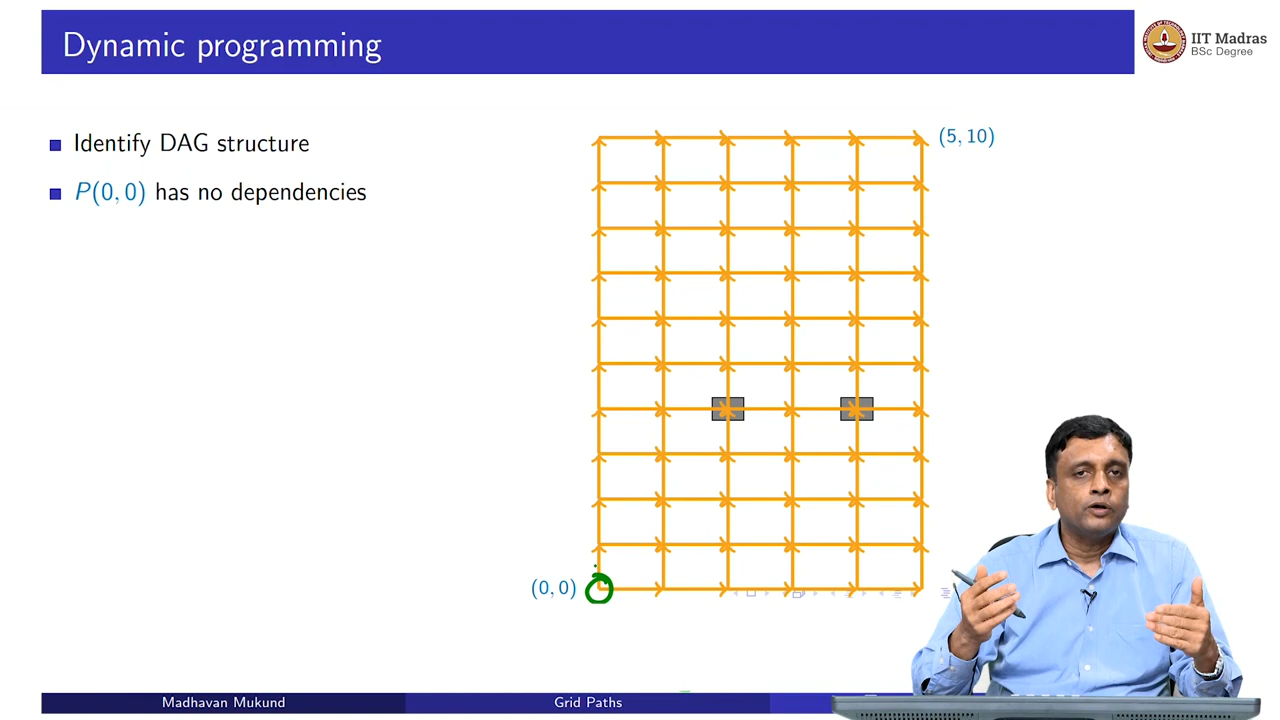 Dynamic programming
IIT Madras
BSc Degree
Identify DAG structure
P(0, 0) has no dependencies
(5, 10)
(0, 0)
Madhavan Mukund
Grid Paths